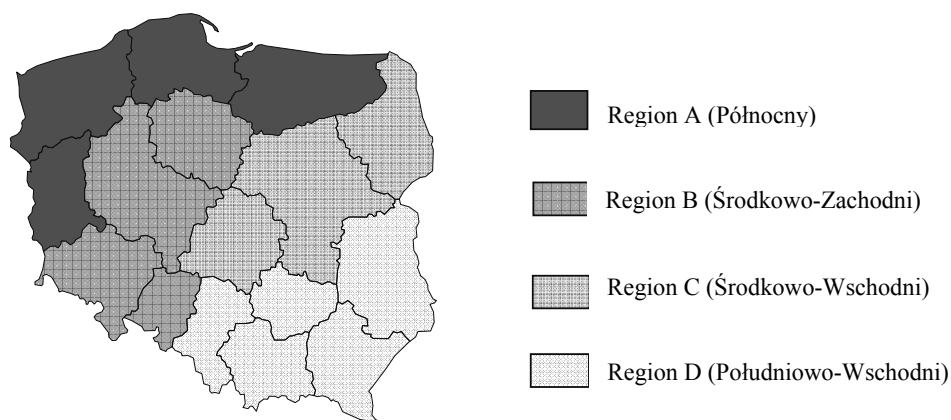 Region A (Północny)
Region B (Środkowo-Zachodni)
Region C (Środkowo-Wschodni)
Region D (Południowo-Wschodni)